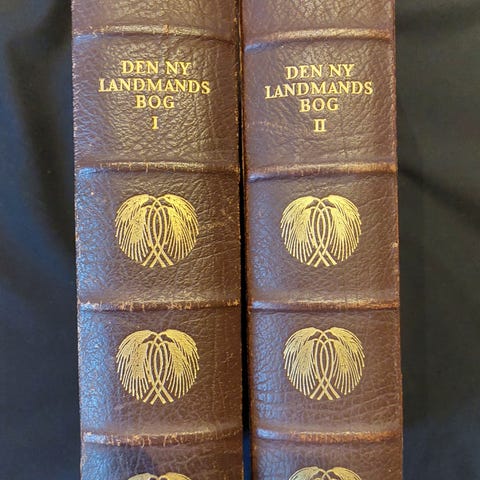 DEN NY
LANDMANDS
BOG
I
DEN NY
LANDMANDS
BOG
II